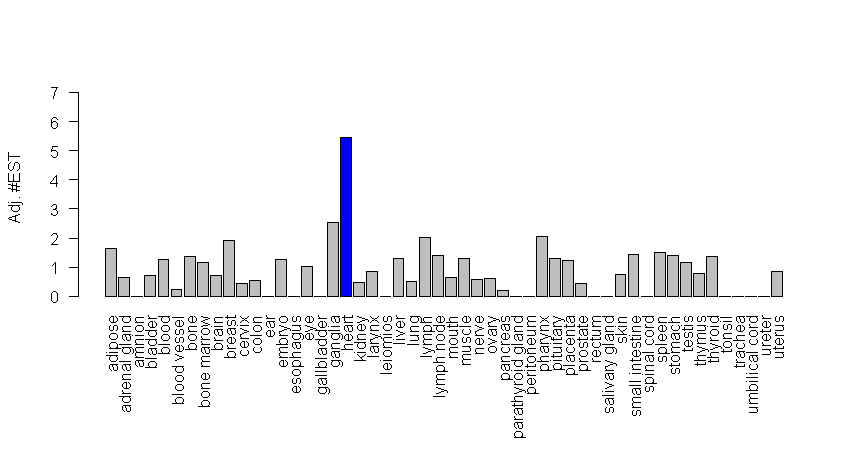 Adj. #EST
7
6
5
4
3
2
1
0
adipose
adrenal gland
amnion
bladder
blood
blood vessel
bone
bone marrow
brain
breast
cervix
colon
ear
embryo
esophagus
eye
gallbladder
ganglia
heart
kidney
larynx
leiomios
liver
lung
lymph
lymph node
mouth
muscle
nerve
ovary
pancreas
parathyroid gland
peritoneum
pharynx
pituitary
placenta
prostate
rectum
salivary gland
skin
small intestine
spinal cord
spleen
stomach
testis
thymus
thyroid
tonsil
trachea
umbilical cord
ureter
uterus